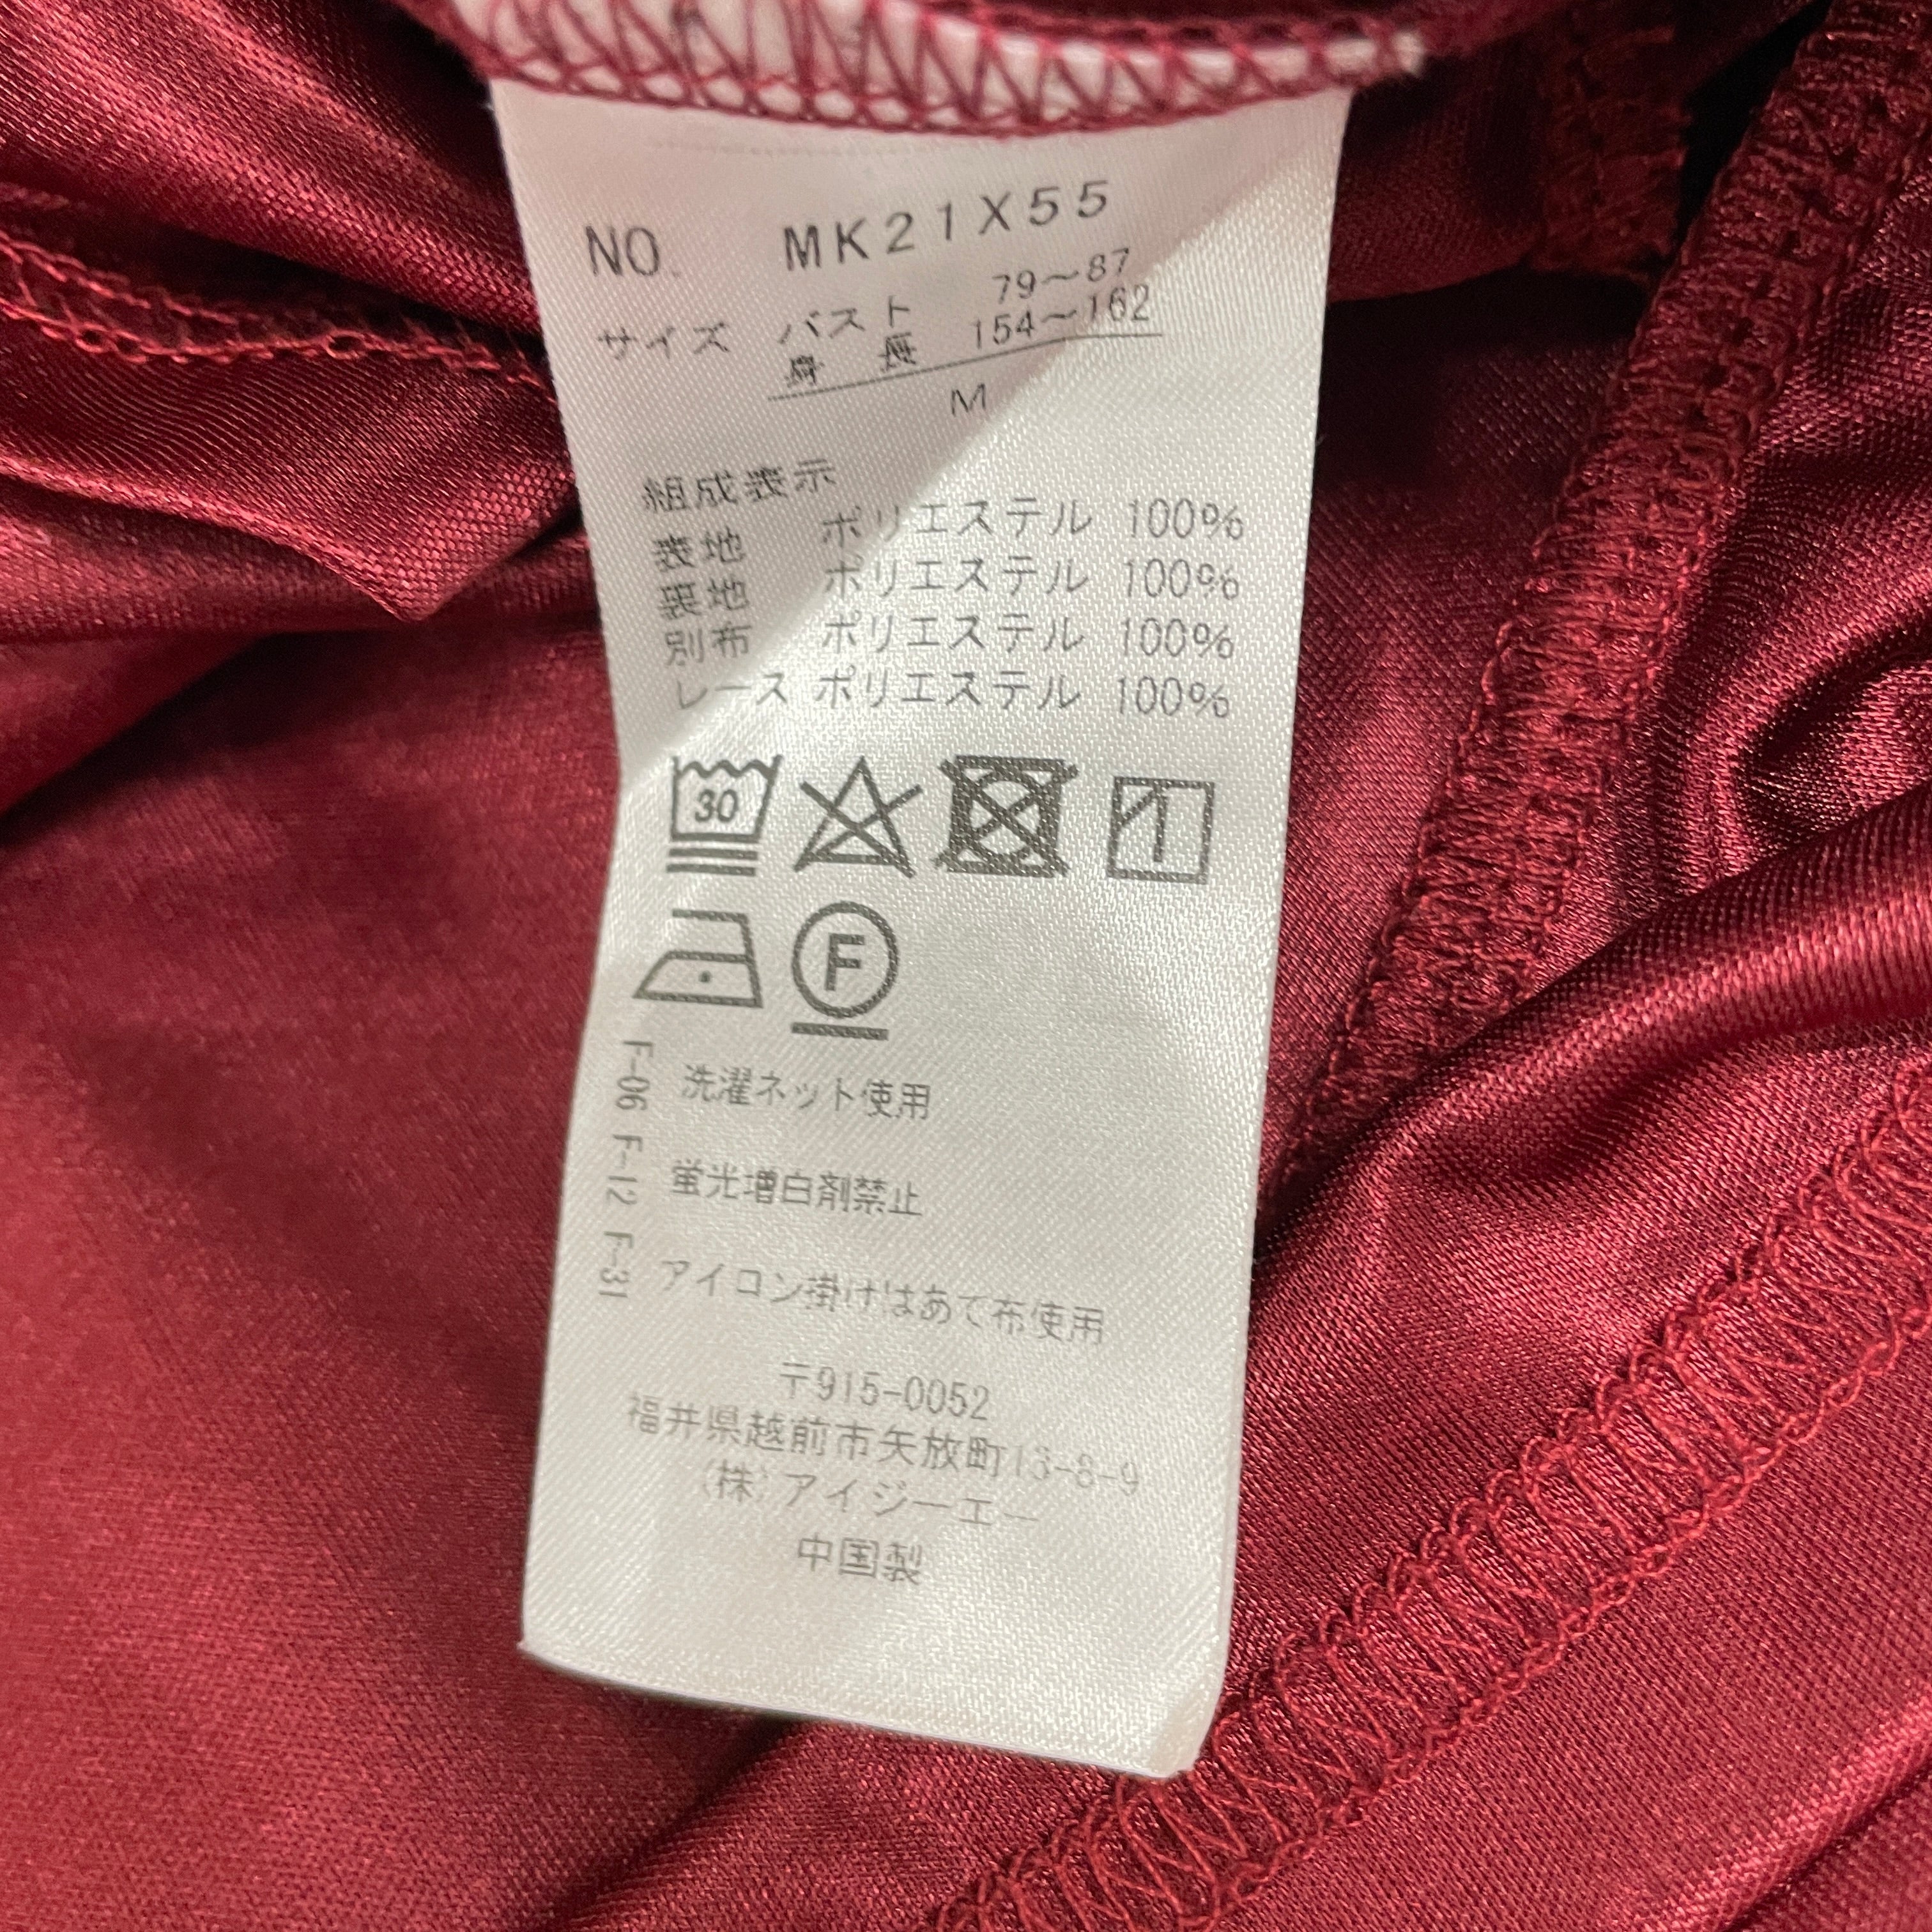 NO. MK21X55
サイズ バスト 79～87
身長 154～162
M
組成表示
表地 ポリエステル 100%
裏地 ポリエステル 100%
別布 ポリエステル 100%
レース ポリエステル 100%
30
F
F-06 F-12 F-31
洗濯ネット使用
蛍光増白剤禁止
アイロン掛けはあて布使用
〒915-0052
福井県越前市矢放町13-8-9
(株)アイジーエー
中国製